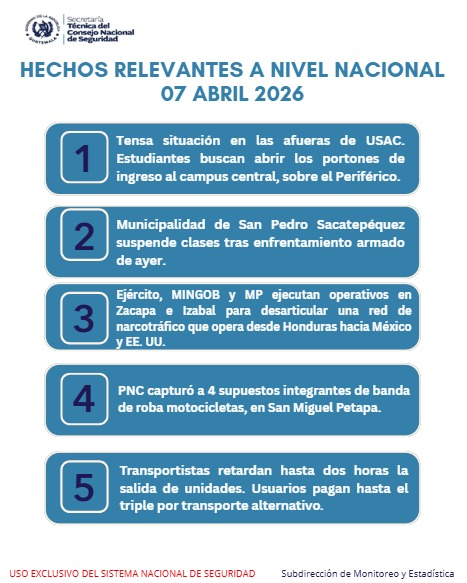 Secretaría
Técnica del
Consejo Nacional
de Seguridad
GUATEMALA
HECHOS RELEVANTES A NIVEL NACIONAL
07 ABRIL 2026
1
Tensa situación en las afueras de USAC.
Estudiantes buscan abrir los portones de
ingreso al campus central, sobre el Periférico.
2
Municipalidad de San Pedro Sacatepéquez
suspende clases tras enfrentamiento armado
de ayer.
3
Ejército, MINGOB y MP ejecutan operativos en
Zacapa e Izabal para desarticular una red de
narcotráfico que opera desde Honduras hacia México
y EE. UU.
4
PNC capturó a 4 supuestos integrantes de banda
de roba motocicletas, en San Miguel Petapa.
5
Transportistas retardan hasta dos horas la
salida de unidades. Usuarios pagan hasta el
triple por transporte alternativo.
USO EXCLUSIVO DEL SISTEMA NACIONAL DE SEGURIDAD
Subdirección de Monitoreo y Estadística